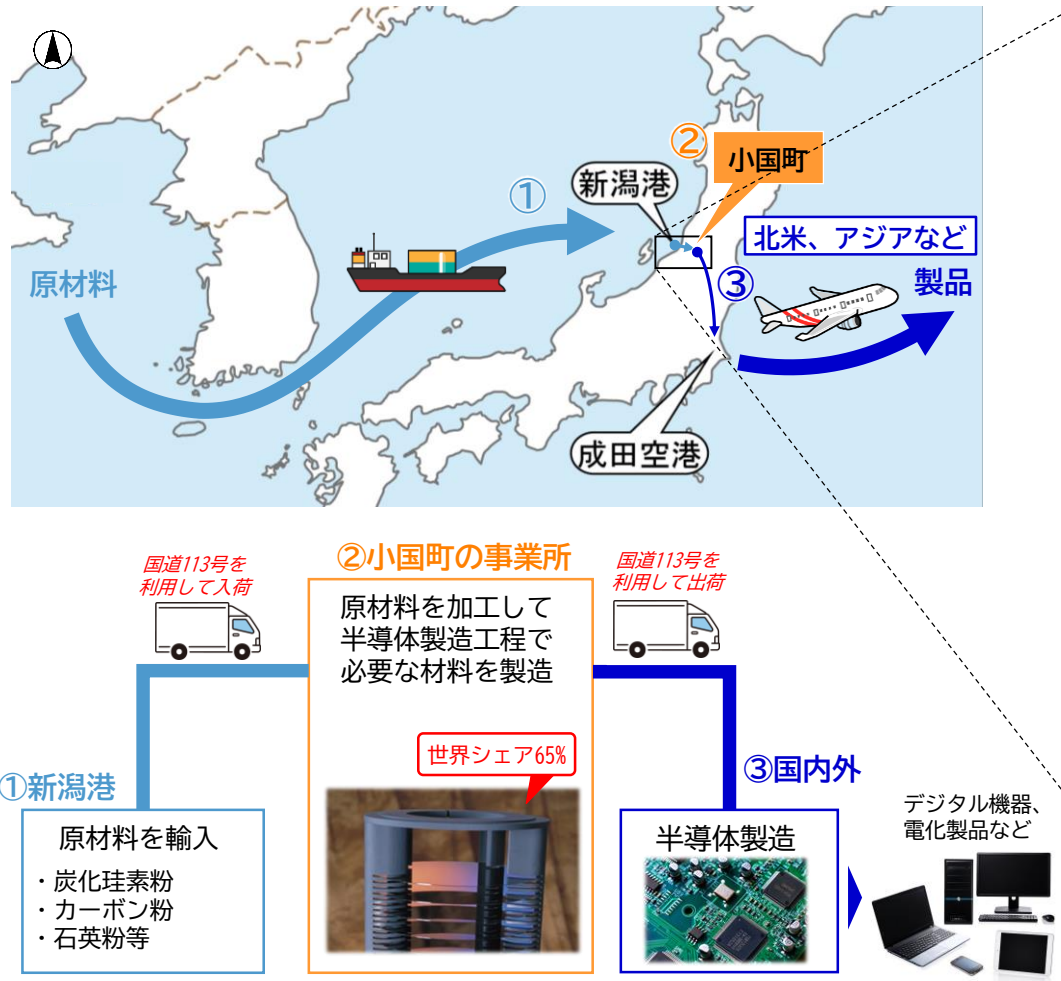 ②
小国町
新潟港
①
北米、アジアなど
原材料
③
製品
成田空港
国道113号を
利用して入荷
②小国町の事業所
国道113号を
利用して出荷
原材料を加工して
半導体製造工程で
必要な材料を製造
世界シェア65%
①新潟港
原材料を輸入
・炭化珪素粉
・カーボン粉
・石英粉等
③国内外
半導体製造
デジタル機器、
電化製品など